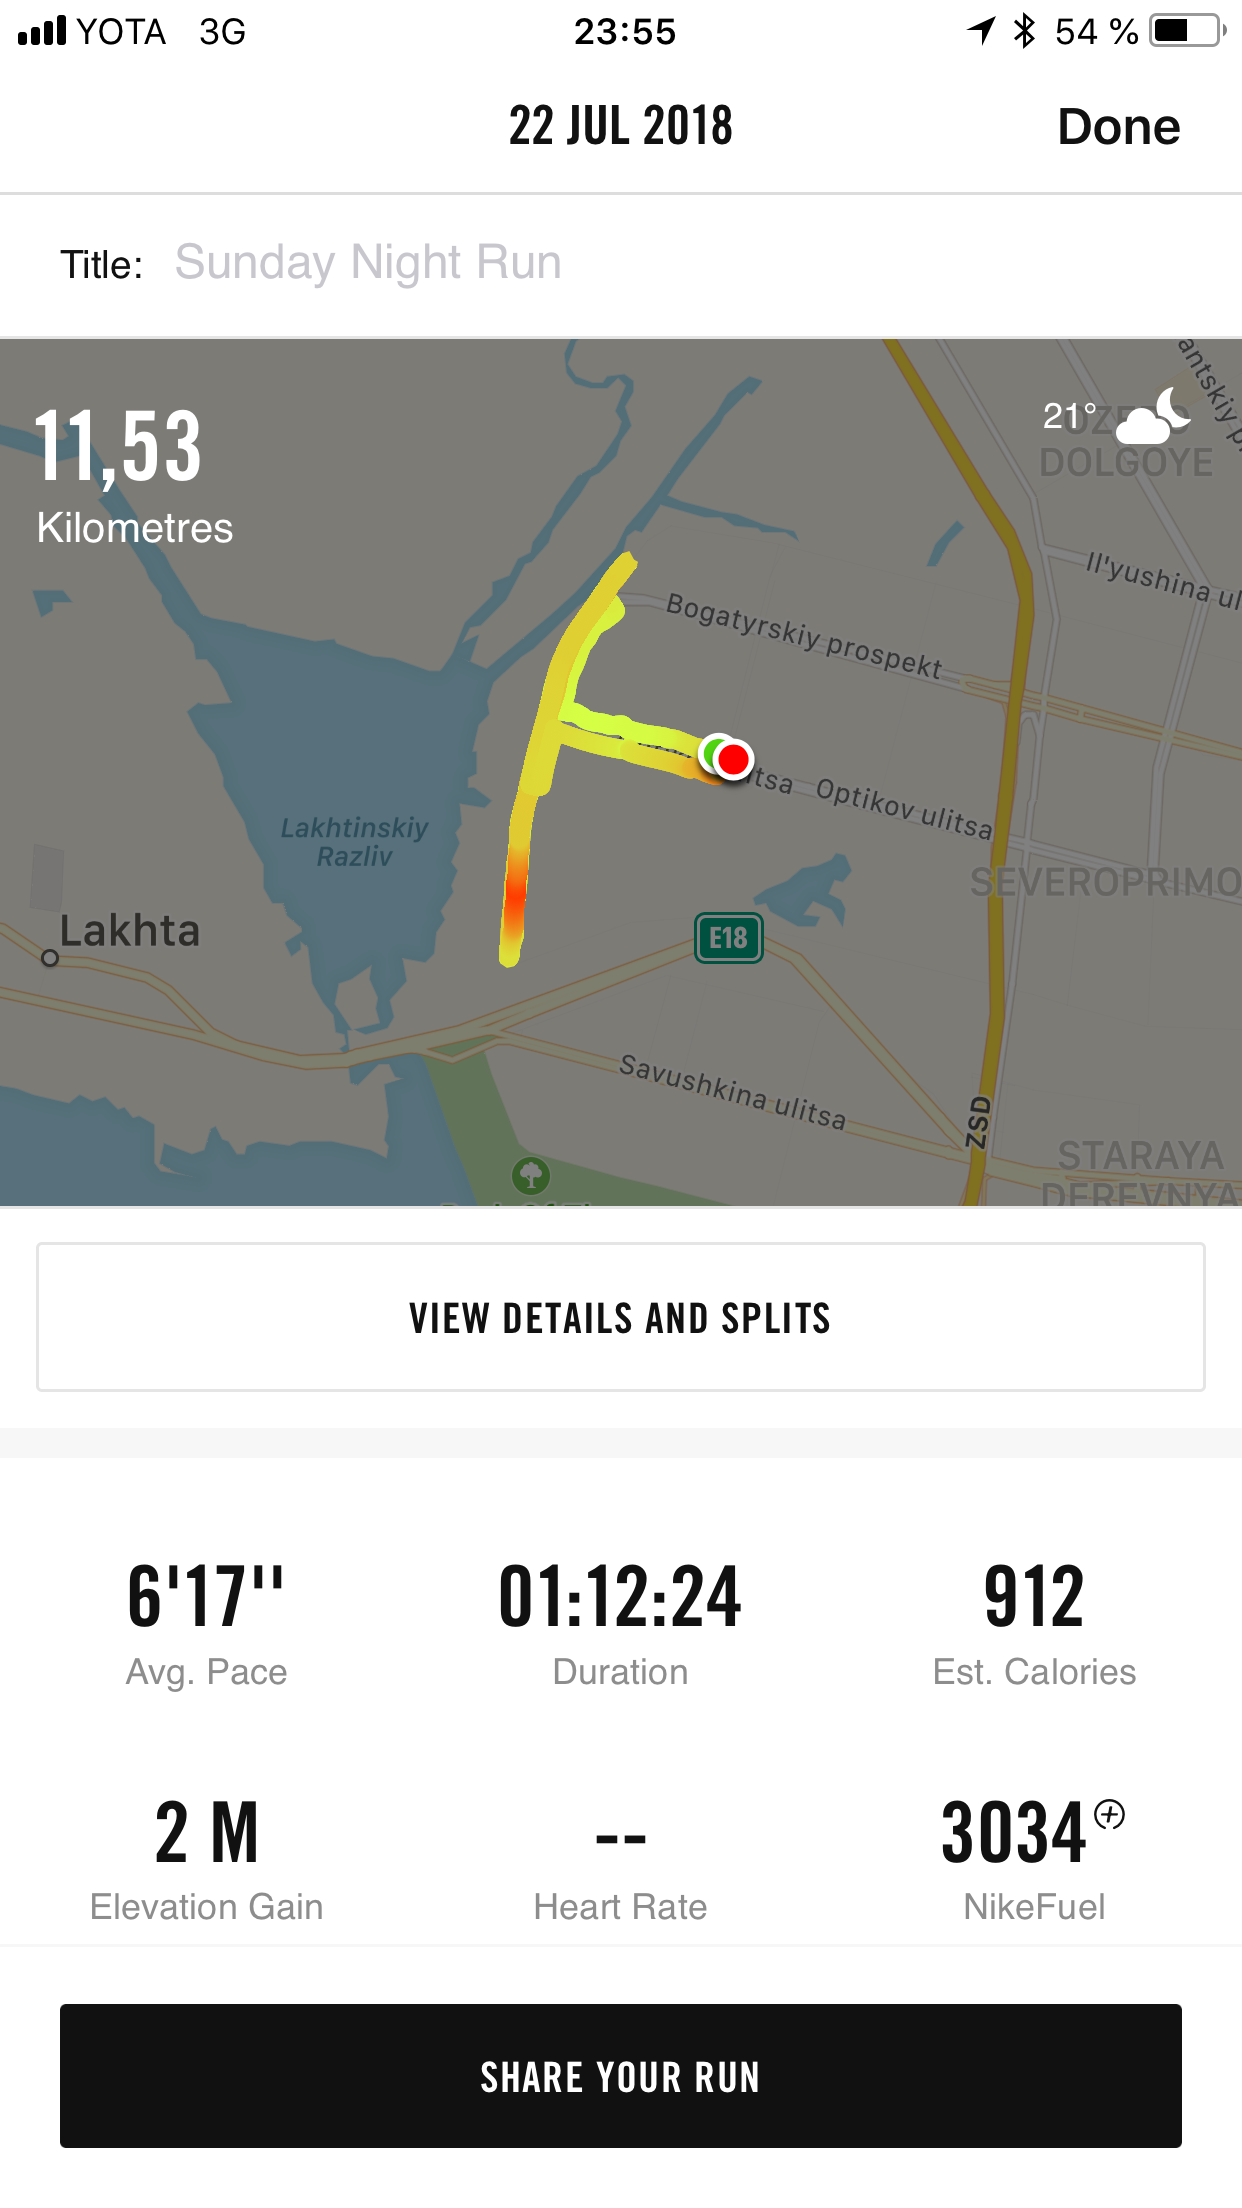 YOTA 3G 23:55 54 %
22 JUL 2018 Done
Title: Sunday Night Run
11,53
Kilometres
21°
DOLGOYE
Il'yushina ul
Bogatyrskiy prospekt
Optikov ulitsa
Lakhtinskiy
Razliv
SEVEROPRIMO
Lakhta
E18
Savushkina ulitsa
ZSD
STARAYA
DEREVNYA
VIEW DETAILS AND SPLITS
6'17'' 01:12:24 912
Avg. Pace Duration Est. Calories
2 M -- 3034
Elevation Gain Heart Rate NikeFuel
SHARE YOUR RUN